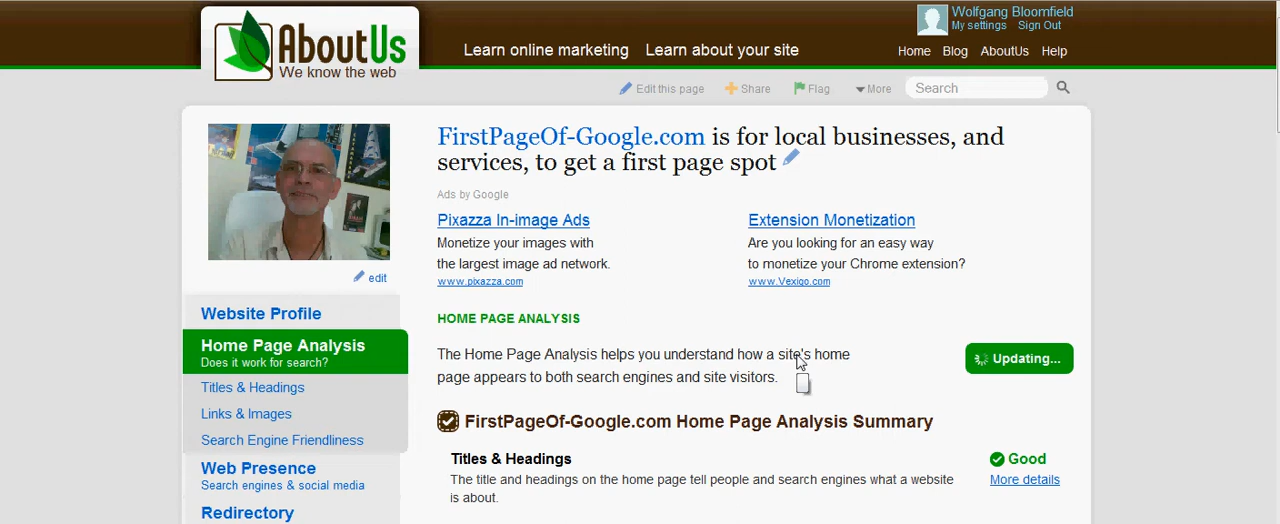 Wolfgang Bloomfield
My settings Sign Out
AboutUs
We know the web
Learn online marketing Learn about your site
Home Blog AboutUs Help
Edit this page Share Flag More Search
FirstPageOf-Google.com is for local businesses, and
services, to get a first page spot
Ads by Google
Pixazza In-image Ads
Monetize your images with
the largest image ad network.
www.pixazza.com
Extension Monetization
Are you looking for an easy way
to monetize your Chrome extension?
www.Vexigo.com
edit
Website Profile
Home Page Analysis
Does it work for search?
Titles & Headings
Links & Images
Search Engine Friendliness
Web Presence
Search engines & social media
Redirectory
HOME PAGE ANALYSIS
The Home Page Analysis helps you understand how a site's home
page appears to both search engines and site visitors.
Updating...
FirstPageOf-Google.com Home Page Analysis Summary
Titles & Headings
Good
The title and headings on the home page tell people and search engines what a website
is about.
More details